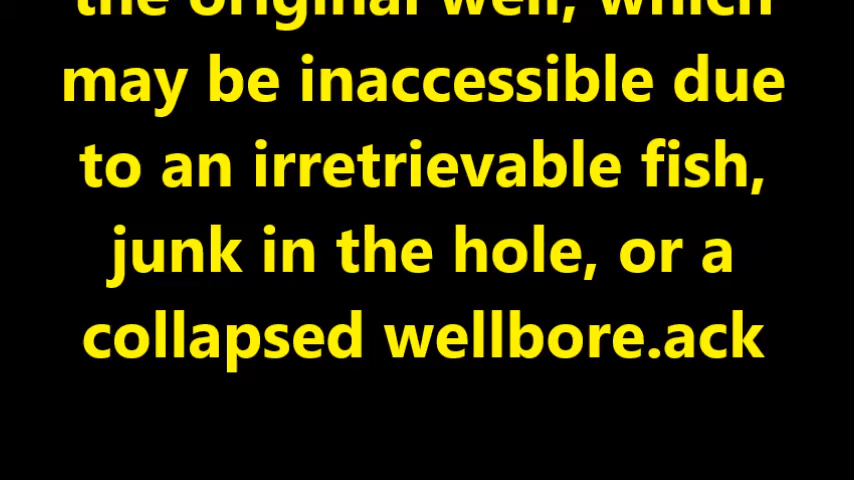 the original well, which
may be inaccessible due
to an irretrievable fish,
junk in the hole, or a
collapsed wellbore.ack